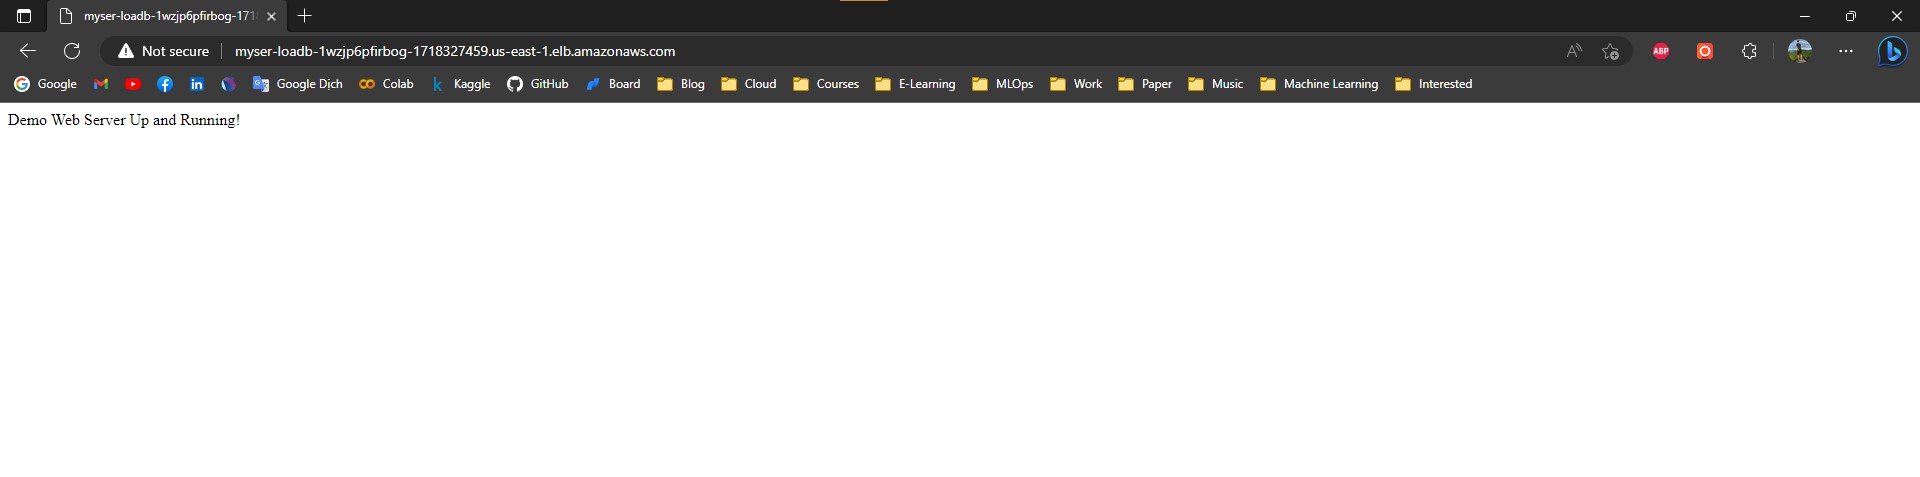 myser-loadb-1wzjp6pfirbog-171
Not secure myser-loadb-1wzjp6pfirbog-1718327459.us-east-1.elb.amazonaws.com ABP
Google Google Dịch Colab Kaggle GitHub Board Blog Cloud Courses E-Learning MLOps Work Paper Music Machine Learning Interested
Demo Web Server Up and Running!